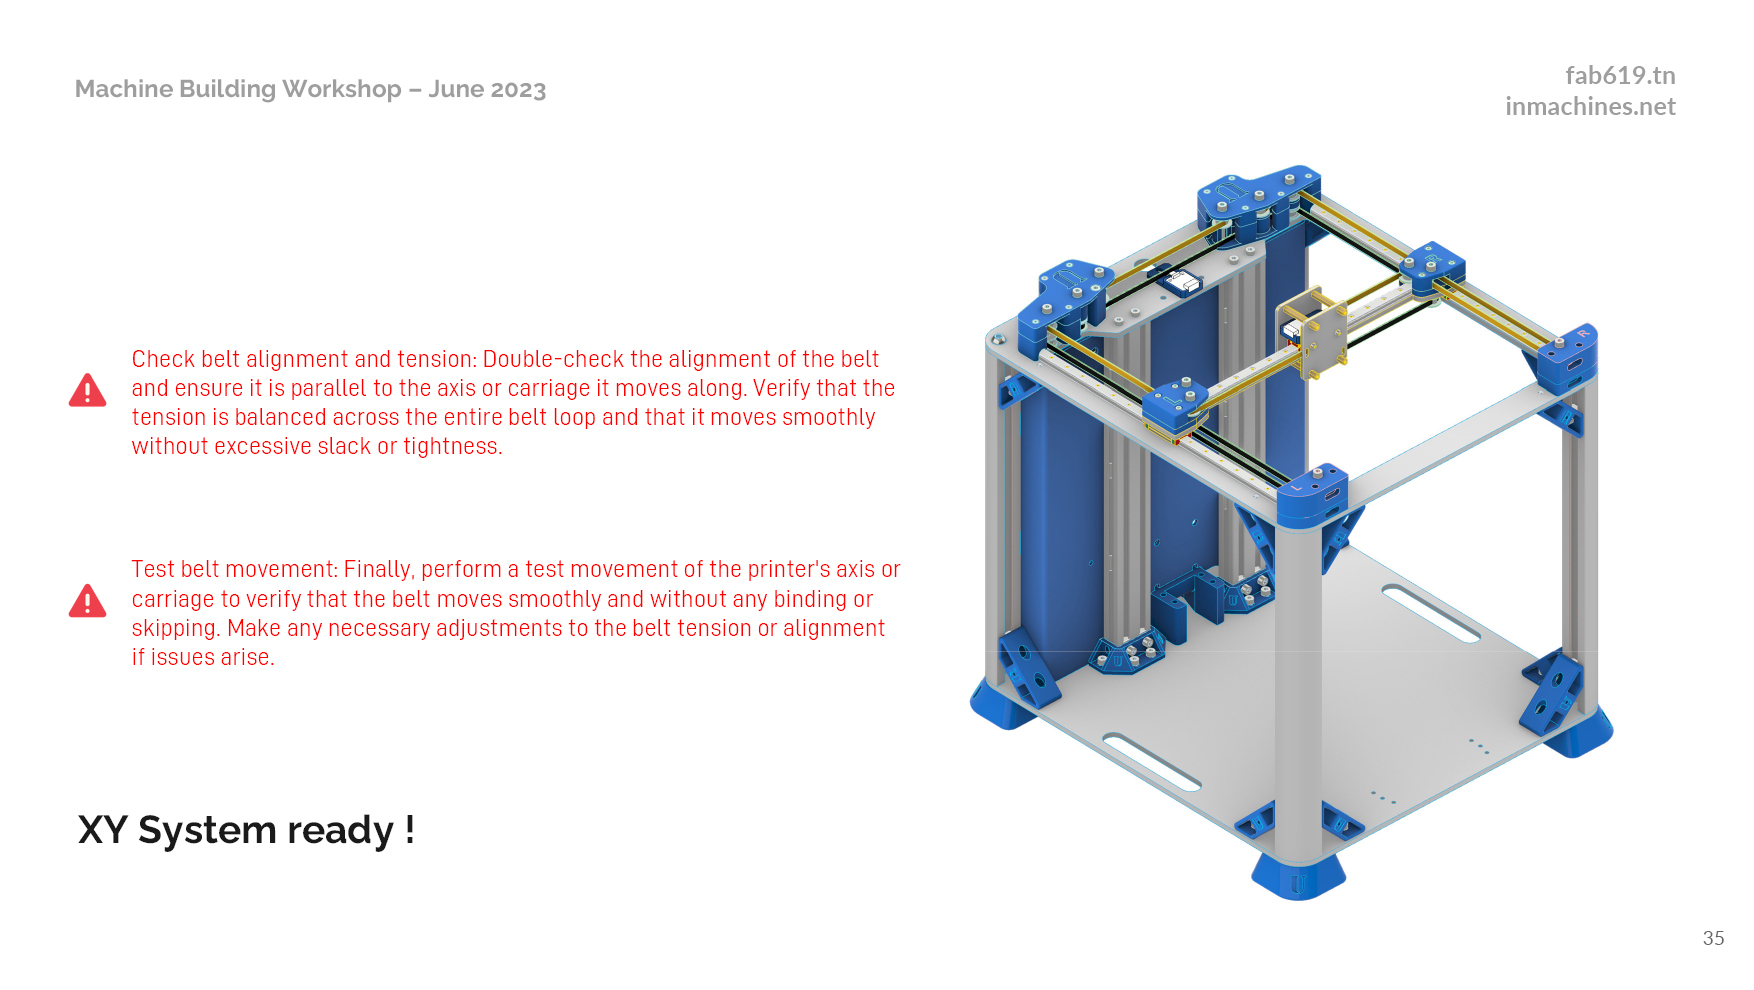 Machine Building Workshop – June 2023
fab619.tn
inmachines.net
Check belt alignment and tension: Double-check the alignment of the belt
and ensure it is parallel to the axis or carriage it moves along. Verify that the
tension is balanced across the entire belt loop and that it moves smoothly
without excessive slack or tightness.
Test belt movement: Finally, perform a test movement of the printer's axis or
carriage to verify that the belt moves smoothly and without any binding or
skipping. Make any necessary adjustments to the belt tension or alignment
if issues arise.
XY System ready !
R
L
35